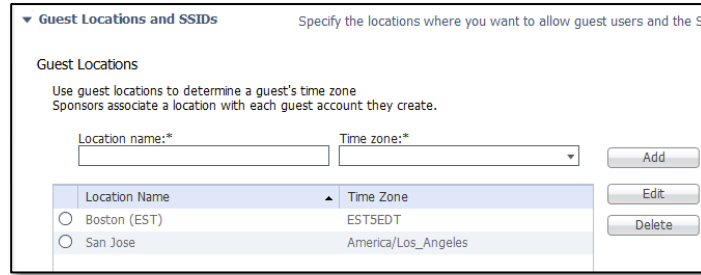 Guest Locations and SSIDs Specify the locations where you want to allow guest users and the S
Guest Locations
Use guest locations to determine a guest's time zone
Sponsors associate a location with each guest account they create.
Location name:* Time zone:*
Add
Location Name Time Zone Edit
Boston (EST) EST5EDT
Delete
San Jose America/Los_Angeles